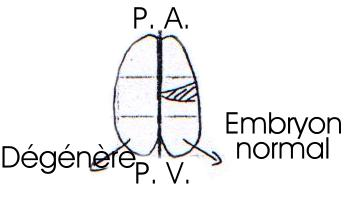 P. A.
Embryon
normal
Dégénère
P. V.